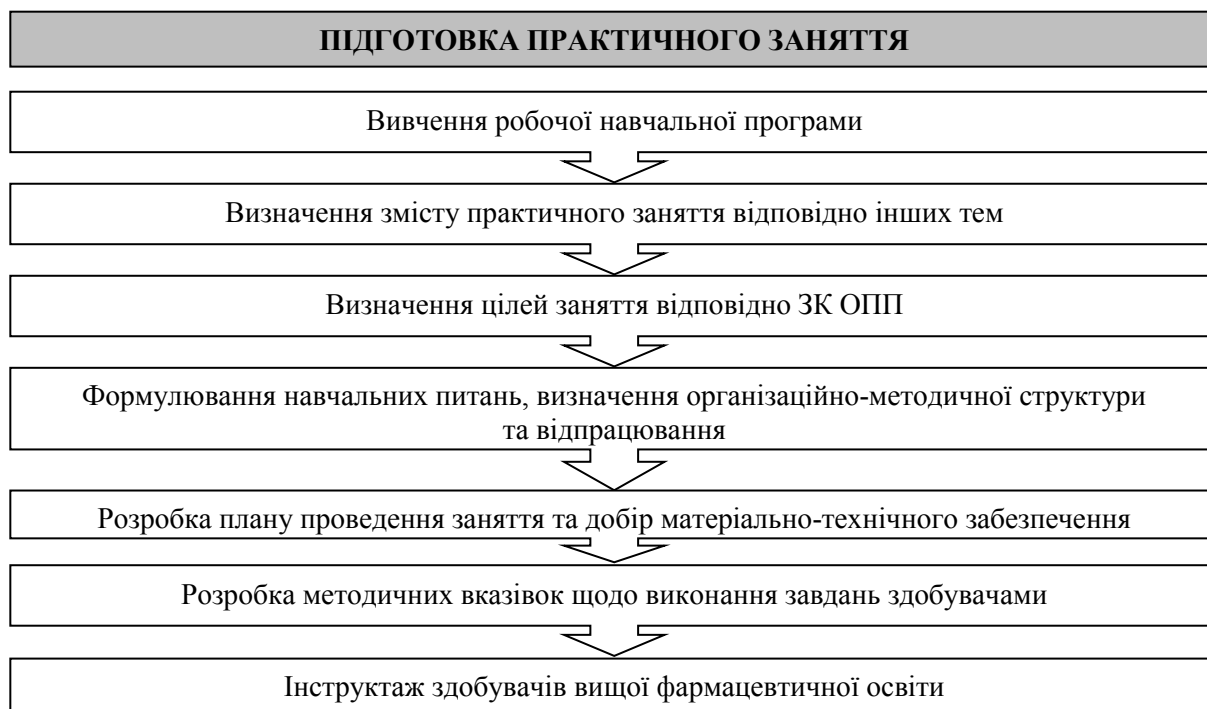 ПІДГОТОВКА ПРАКТИЧНОГО ЗАНЯТТЯ
Вивчення робочої навчальної програми
Визначення змісту практичного заняття відповідно інших тем
Визначення цілей заняття відповідно ЗК ОПП
Формулювання навчальних питань, визначення організаційно-методичної структури
та відпрацювання
Розробка плану проведення заняття та добір матеріально-технічного забезпечення
Розробка методичних вказівок щодо виконання завдань здобувачами
Інструктаж здобувачів вищої фармацевтичної освіти